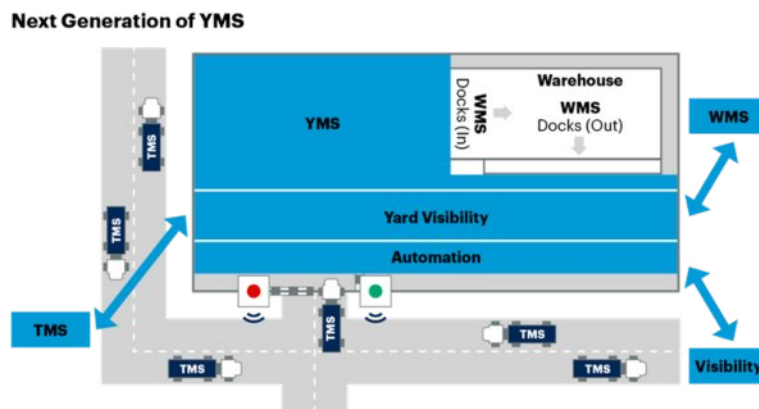 Next Generation of YMS
TMS
TMS
YMS
WMS
Docks (In)
Warehouse
WMS
Docks (Out)
WMS
Yard Visibility
Automation
TMS
TMS
TMS
TMS
TMS
Visibility